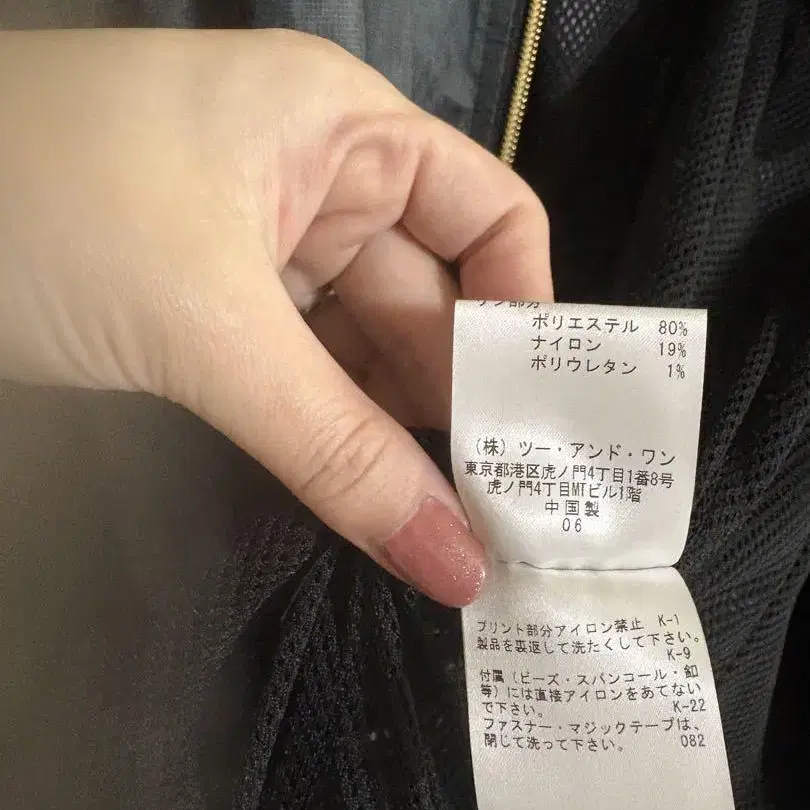 ポリエステル 80%
ナイロン 19%
ポリウレタン 1%
(株) ツー・アンド・ワン
東京都港区虎ノ門4丁目1番8号
虎ノ門4丁目MTビル1階
中国製
06
プリント部分アイロン禁止 K-1
製品を裏返して洗たくして下さい。
K-9
付属(ビーズ・スパンコール・釦
等)には直接アイロンをあてない
で下さい。 K-22
ファスナー・マジックテープは、
閉じて洗って下さい。 082